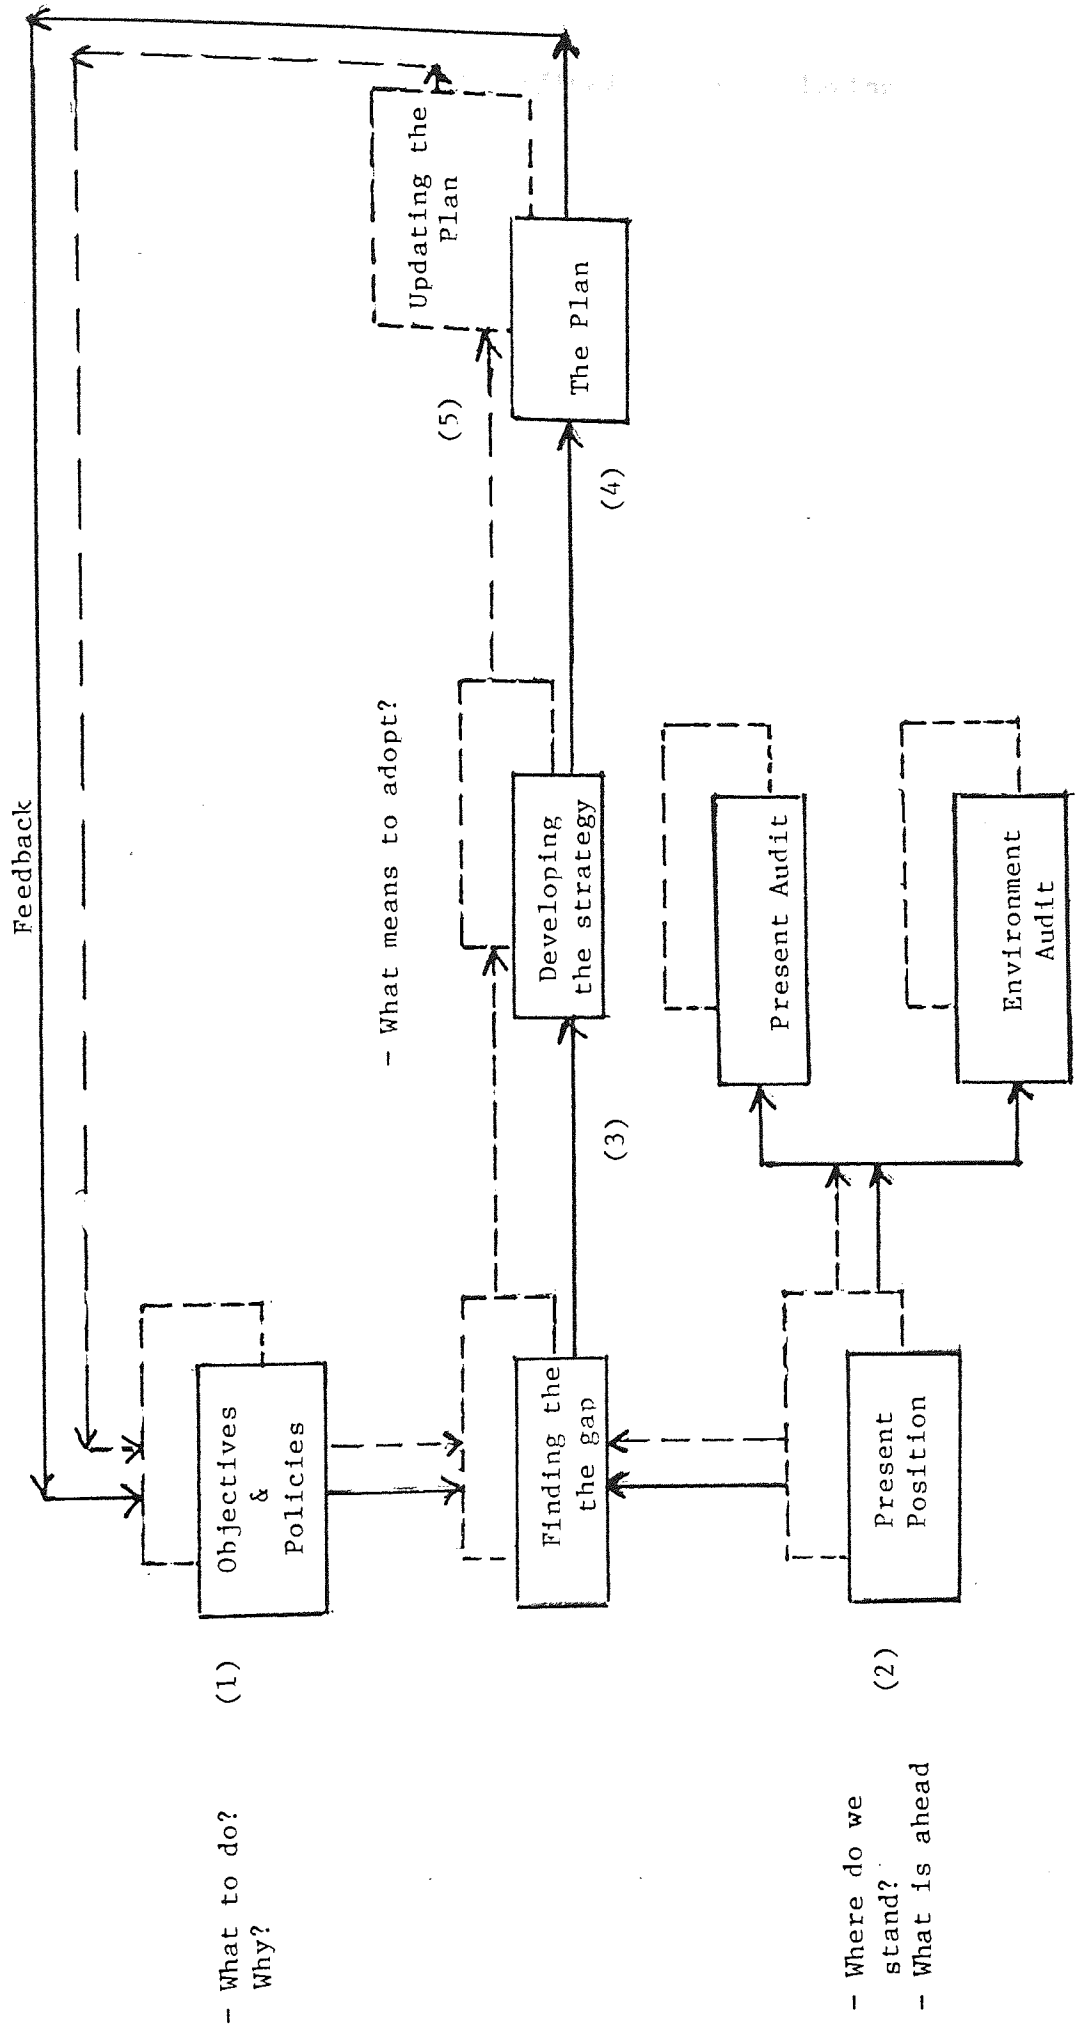 Feedback
- What to do?
Why?
(1)
Objectives
&
Policies
- What means to adopt?
Updating the
Plan
(5)
Finding the
the gap
(3)
Developing
the strategy
(4)
The Plan
- Where do we
stand?
- What is ahead
(2)
Present
Position
Present Audit
Environment
Audit